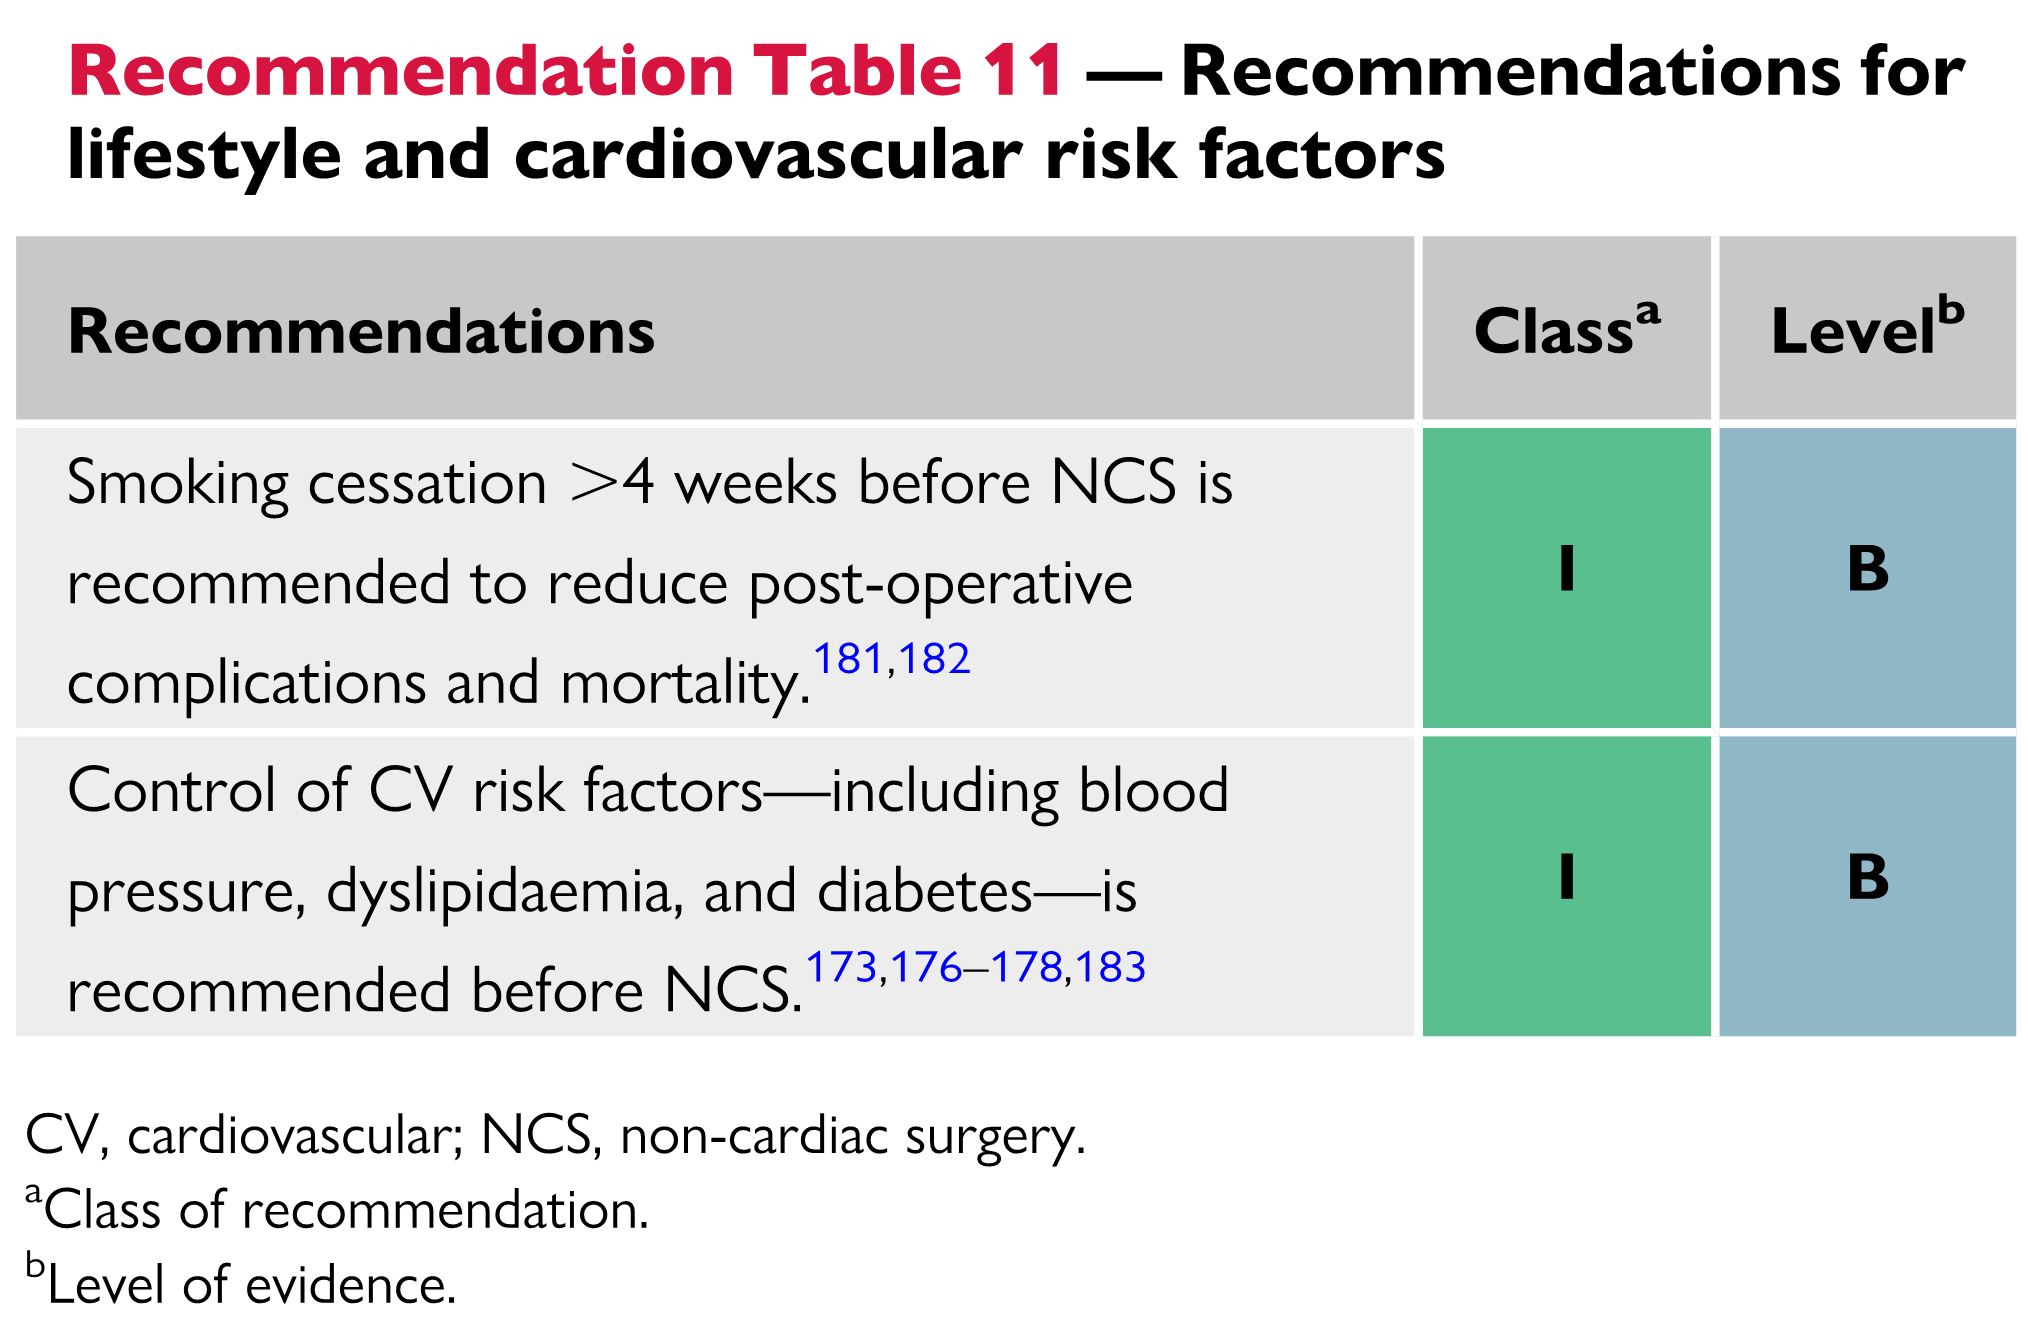 Recommendation Table 11 — Recommendations for
lifestyle and cardiovascular risk factors
Recommendations Classᵃ Levelᵇ
Smoking cessation >4 weeks before NCS is
recommended to reduce post-operative
complications and mortality.181,182
I B
Control of CV risk factors—including blood
pressure, dyslipidaemia, and diabetes—is
recommended before NCS.173,176–178,183
I B
CV, cardiovascular; NCS, non-cardiac surgery.
ᵃClass of recommendation.
ᵇLevel of evidence.